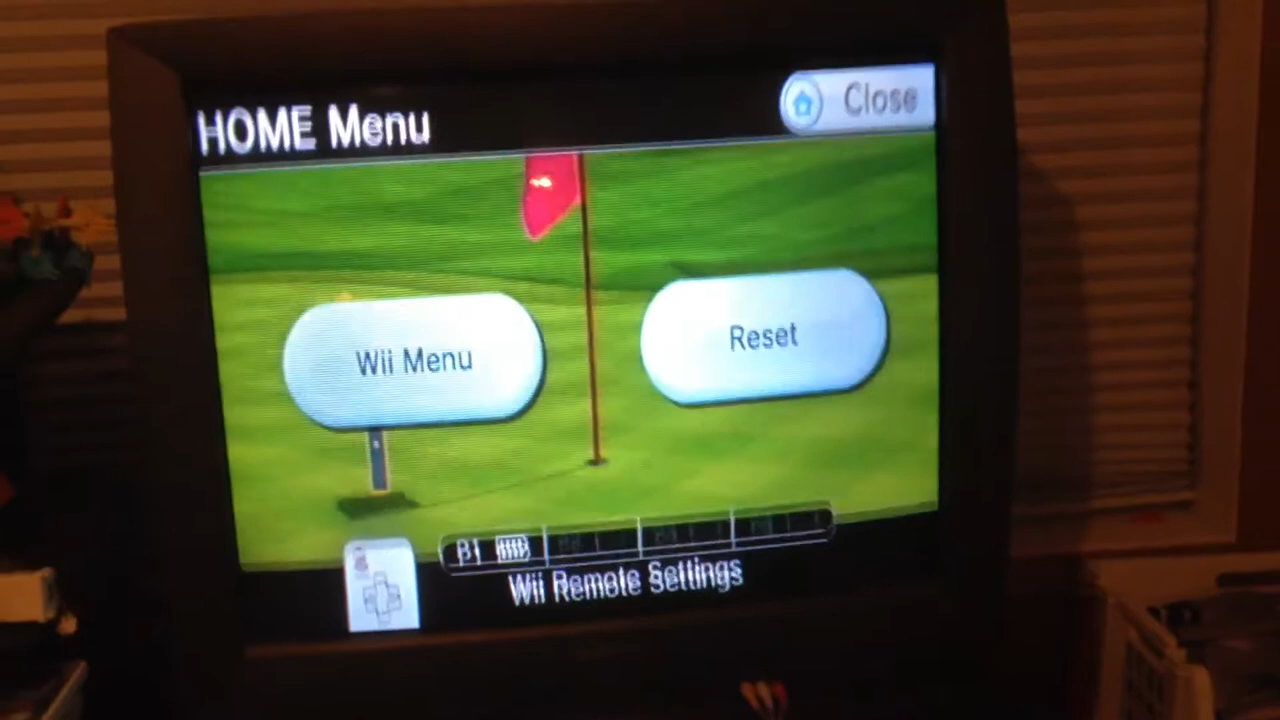 HOME Menu
Close
Wii Menu
Reset
P1
Wii Remote Settings